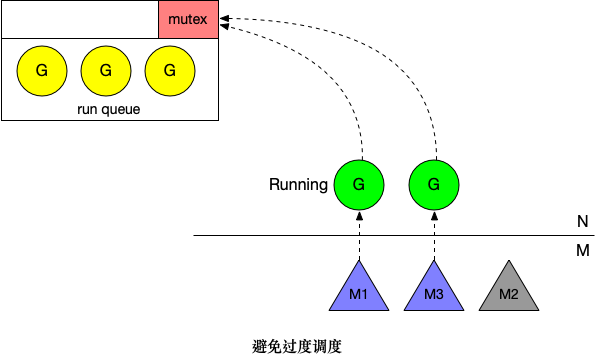 mutex
G G G
run queue
Running G G
N
M
M1 M3 M2
避免过度调度